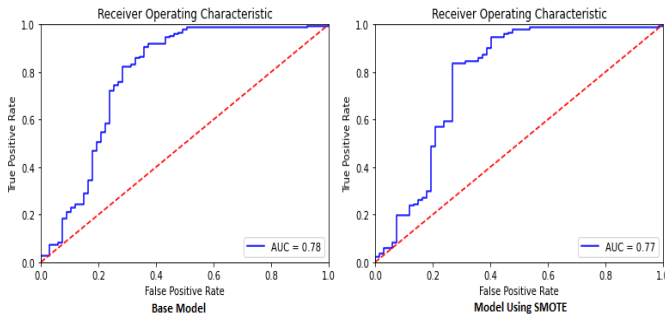 Receiver Operating Characteristic
True Positive Rate
1.0
0.8
0.6
0.4
0.2
0.0
AUC = 0.78
0.0 0.2 0.4 0.6 0.8 1.0
False Positive Rate
Base Model
Receiver Operating Characteristic
True Positive Rate
1.0
0.8
0.6
0.4
0.2
0.0
AUC = 0.77
0.0 0.2 0.4 0.6 0.8 1.0
False Positive Rate
Model Using SMOTE